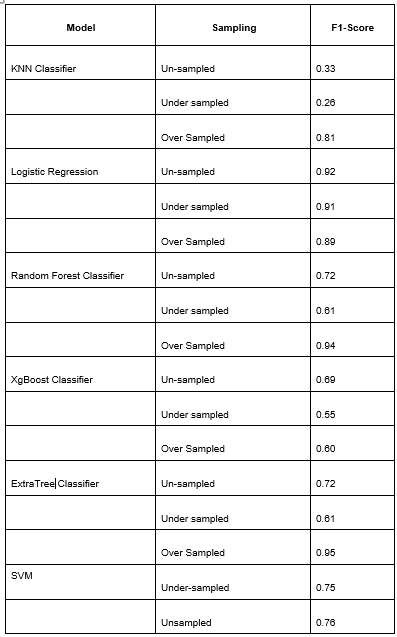 Model Sampling F1-Score
KNN Classifier Un-sampled 0.33
Under sampled 0.26
Over Sampled 0.81
Logistic Regression Un-sampled 0.92
Under sampled 0.91
Over Sampled 0.89
Random Forest Classifier Un-sampled 0.72
Under sampled 0.61
Over Sampled 0.94
XgBoost Classifier Un-sampled 0.69
Under sampled 0.55
Over Sampled 0.60
ExtraTree Classifier Un-sampled 0.72
Under sampled 0.61
Over Sampled 0.95
SVM Under-sampled 0.75
Unsampled 0.76